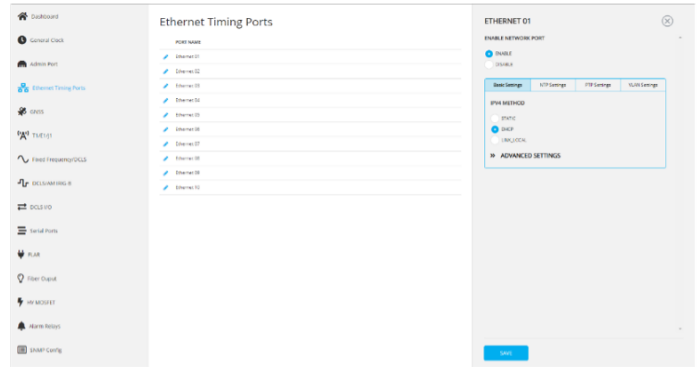 Dashboard
General Clock
Admin Port
Ethernet Timing Ports
GNSS
T1/E1/J1
Fixed Frequency/DCLS
DCLS/AM IRIG-B
DCLS I/O
Serial Ports
PLAR
Fiber Ouput
HV MOSFET
Alarm Relays
SNMP Config
Ethernet Timing Ports
PORT NAME
Ethernet 01
Ethernet 02
Ethernet 03
Ethernet 04
Ethernet 05
Ethernet 06
Ethernet 07
Ethernet 08
Ethernet 09
Ethernet 10
ETHERNET 01
ENABLE NETWORK PORT
ENABLE
DISABLE
Basic Settings NTP Settings PTP Settings VLAN Settings
IPV4 METHOD
STATIC
DHCP
LINK_LOCAL
» ADVANCED SETTINGS
SAVE